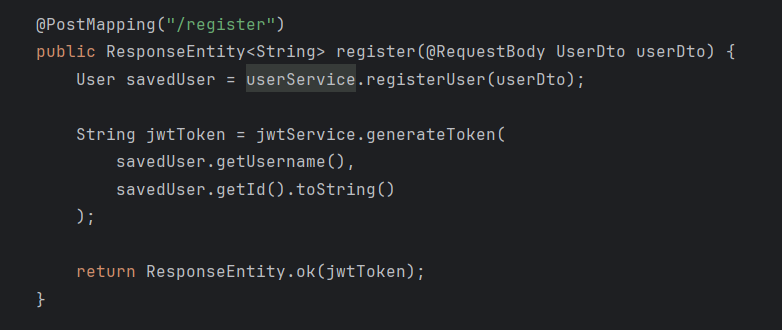 @PostMapping("/register")
public ResponseEntity<String> register(@RequestBody UserDto userDto) {
    User savedUser = userService.registerUser(userDto);

    String jwtToken = jwtService.generateToken(
        savedUser.getUsername(),
        savedUser.getId().toString()
    );

    return ResponseEntity.ok(jwtToken);
}